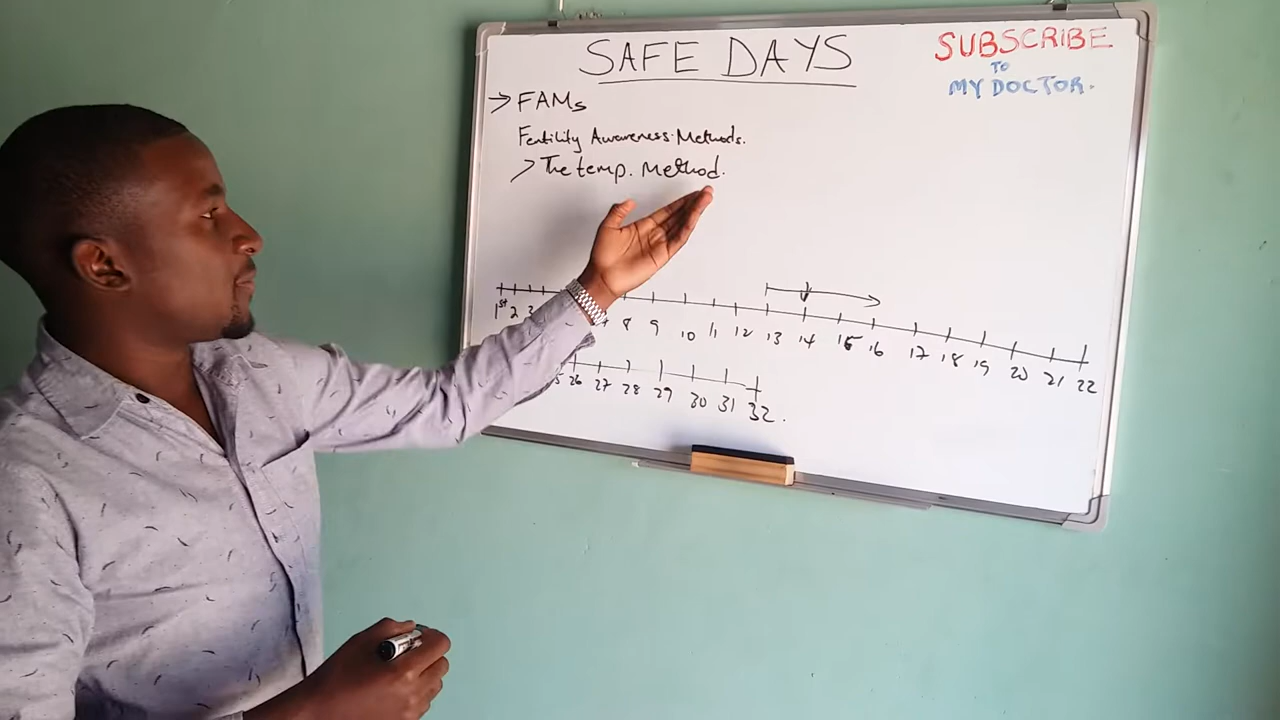 SAFE DAYS
SUBSCRIBE
TO
MY DOCTOR.
→ FAMs
Fertility Awareness Methods.
> The temp. Method.
1st 2 3 8 9 10 11 12 13 14 15 16 17 18 19 20 21 22
26 27 28 29 30 31 32.